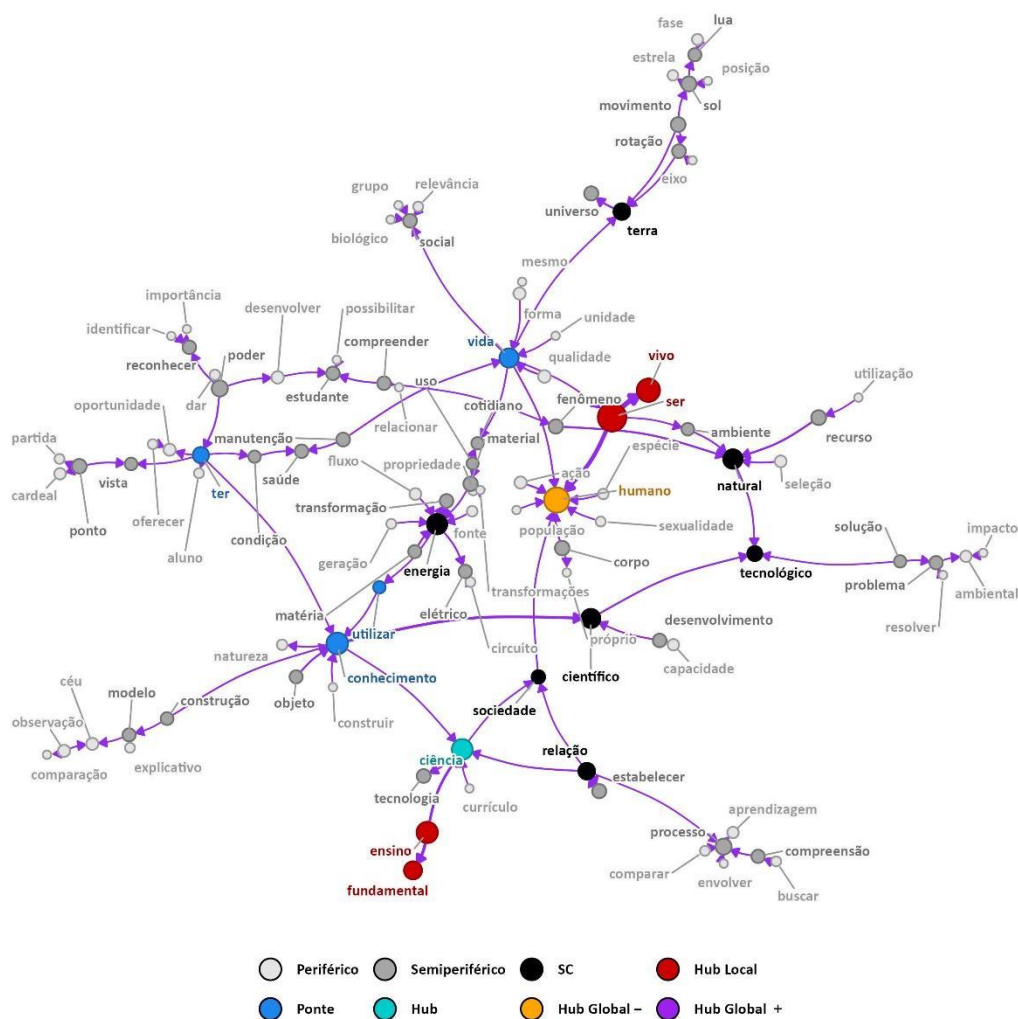 fase
lua
estrela
posição
movimento
sol
rotação
eixo
grupo
relevância
universo
terra
biológico
social
mesmo
importância
desenvolver
possibilitar
forma
unidade
identificar
vida
reconhecer
poder
compreender
qualidade
vivo
utilização
estudante
uso
ser
dar
cotidiano
fenômeno
oportunidade
relacionar
ambiente
recurso
partida
manutenção
material
espécie
fluxo
propriedade
ação
natural
vista
saúde
cardeal
ter
humano
seleção
transformação
ponto
oferecer
condição
fonte
população
sexualidade
solução
impacto
aluno
geração
corpo
energia
tecnológico
problema
transformações
ambiental
matéria
elétrico
desenvolvimento
resolver
natureza
utilizar
circuito
próprio
capacidade
céu
conhecimento
científico
modelo
construção
objeto
observação
construir
sociedade
relação
comparação
explicativo
ciência
estabelecer
tecnologia
currículo
aprendizagem
processo
ensino
compreensão
comparar
fundamental
envolver
buscar
Periférico
Semiperiférico
SC
Hub Local
Ponte
Hub
Hub Global –
Hub Global +